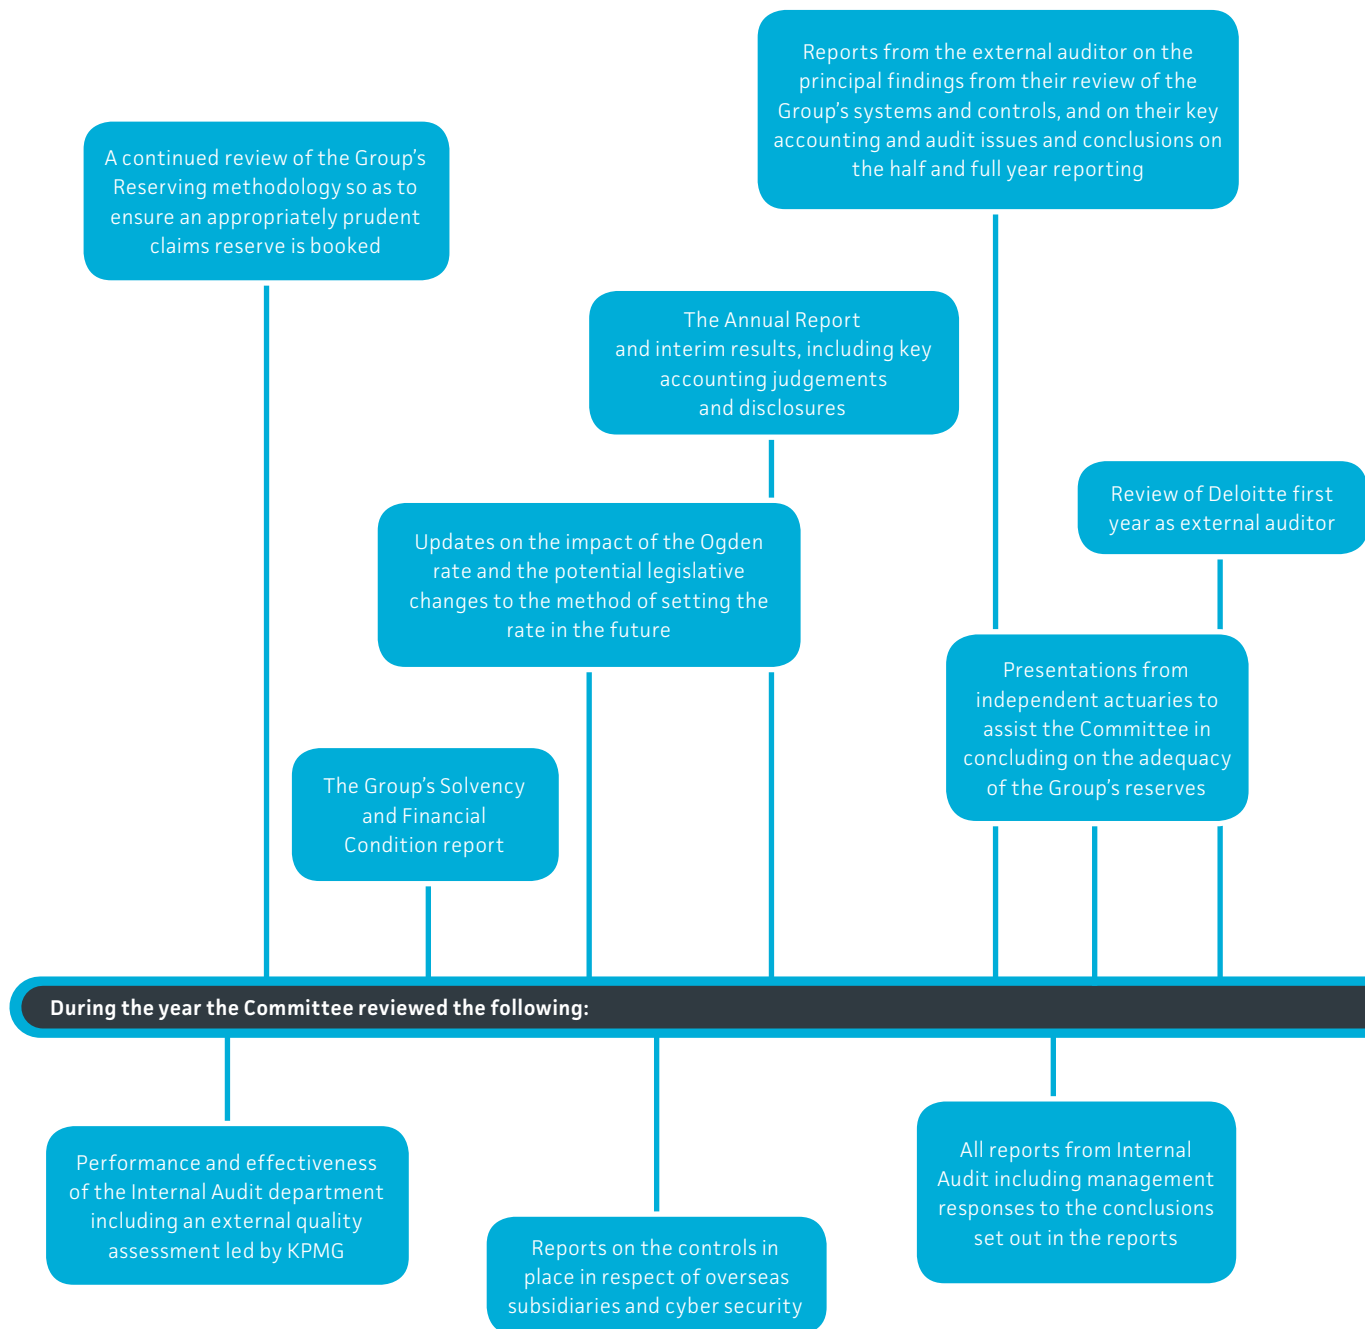 Reports from the external auditor on the
principal findings from their review of the
Group's systems and controls, and on their key
accounting and audit issues and conclusions on
the half and full year reporting
A continued review of the Group's
Reserving methodology so as to
ensure an appropriately prudent
claims reserve is booked
The Annual Report
and interim results, including key
accounting judgements
and disclosures
Review of Deloitte first
year as external auditor
Updates on the impact of the Ogden
rate and the potential legislative
changes to the method of setting the
rate in the future
Presentations from
independent actuaries to
assist the Committee in
concluding on the adequacy
of the Group's reserves
The Group's Solvency
and Financial
Condition report
During the year the Committee reviewed the following:
Performance and effectiveness
of the Internal Audit department
including an external quality
assessment led by KPMG
Reports on the controls in
place in respect of overseas
subsidiaries and cyber security
All reports from Internal
Audit including management
responses to the conclusions
set out in the reports